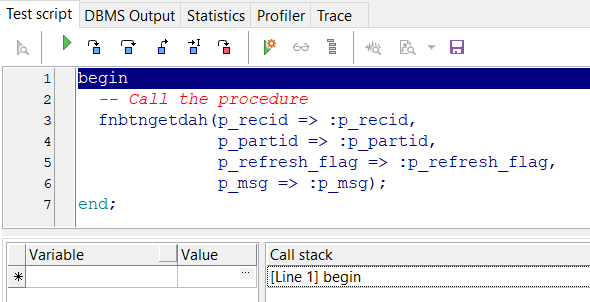 Test script DBMS Output Statistics Profiler Trace
1 begin
2 -- Call the procedure
3 fnbtngetdah(p_recid => :p_recid,
4 p_partid => :p_partid,
5 p_refresh_flag => :p_refresh_flag,
6 p_msg => :p_msg);
7 end;
Variable Value Call stack
* ... [Line 1] begin